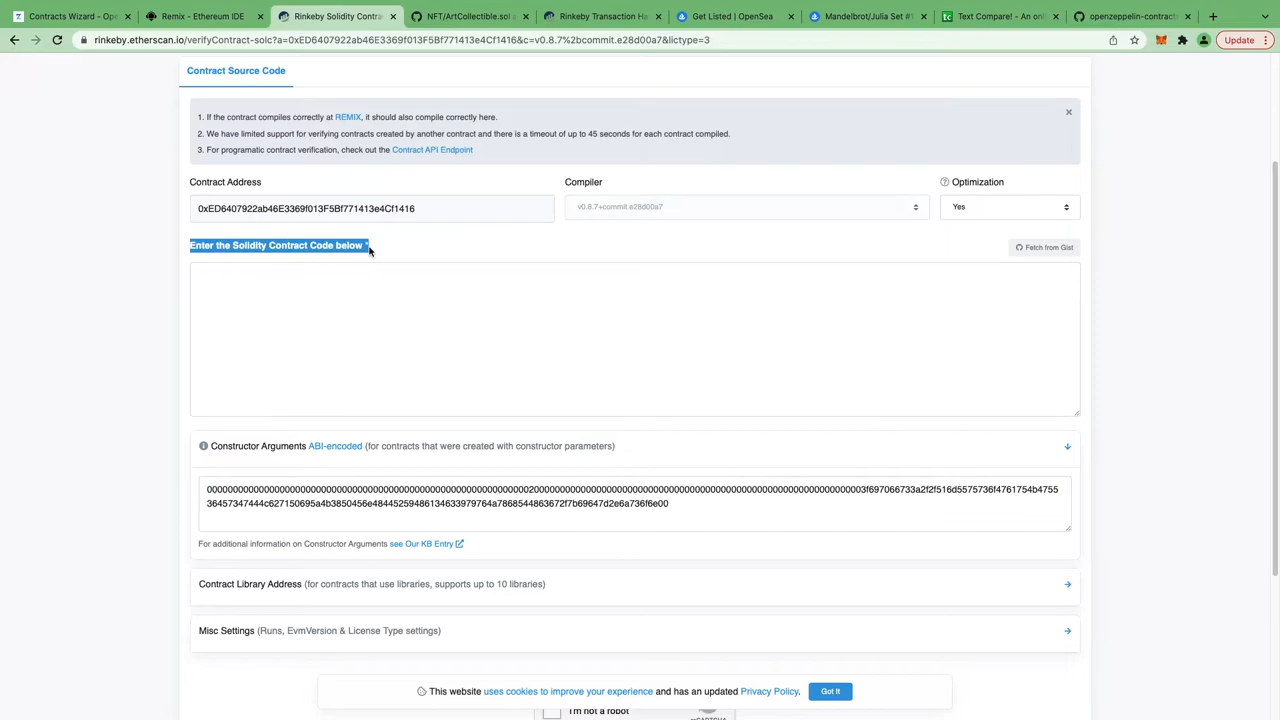 Contracts Wizard - Ope
Remix - Ethereum IDE
Rinkeby Solidity Contra
NFT/ArtCollectible.sol a
Rinkeby Transaction Ha
Get Listed | OpenSea
Mandelbrot/Julia Set #1
Text Compare! - An onl
openzeppelin-contracts
rinkeby.etherscan.io/verifyContract-solc?a=0xED6407922ab46E3369f013F5Bf771413e4Cf1416&c=v0.8.7%2bcommit.e28d00a7&lictype=3
Update
Contract Source Code
1. If the contract compiles correctly at REMIX, it should also compile correctly here.
2. We have limited support for verifying contracts created by another contract and there is a timeout of up to 45 seconds for each contract compiled.
3. For programatic contract verification, check out the Contract API Endpoint
Contract Address
Compiler
Optimization
0xED6407922ab46E3369f013F5Bf771413e4Cf1416
v0.8.7+commit.e28d00a7
Yes
Enter the Solidity Contract Code below *
Fetch from Gist
Constructor Arguments ABI-encoded (for contracts that were created with constructor parameters)
For additional information on Constructor Arguments see Our KB Entry
Contract Library Address (for contracts that use libraries, supports up to 10 libraries)
Misc Settings (Runs, EvmVersion & License Type settings)
This website uses cookies to improve your experience and has an updated Privacy Policy.
Got It
I'm not a robot